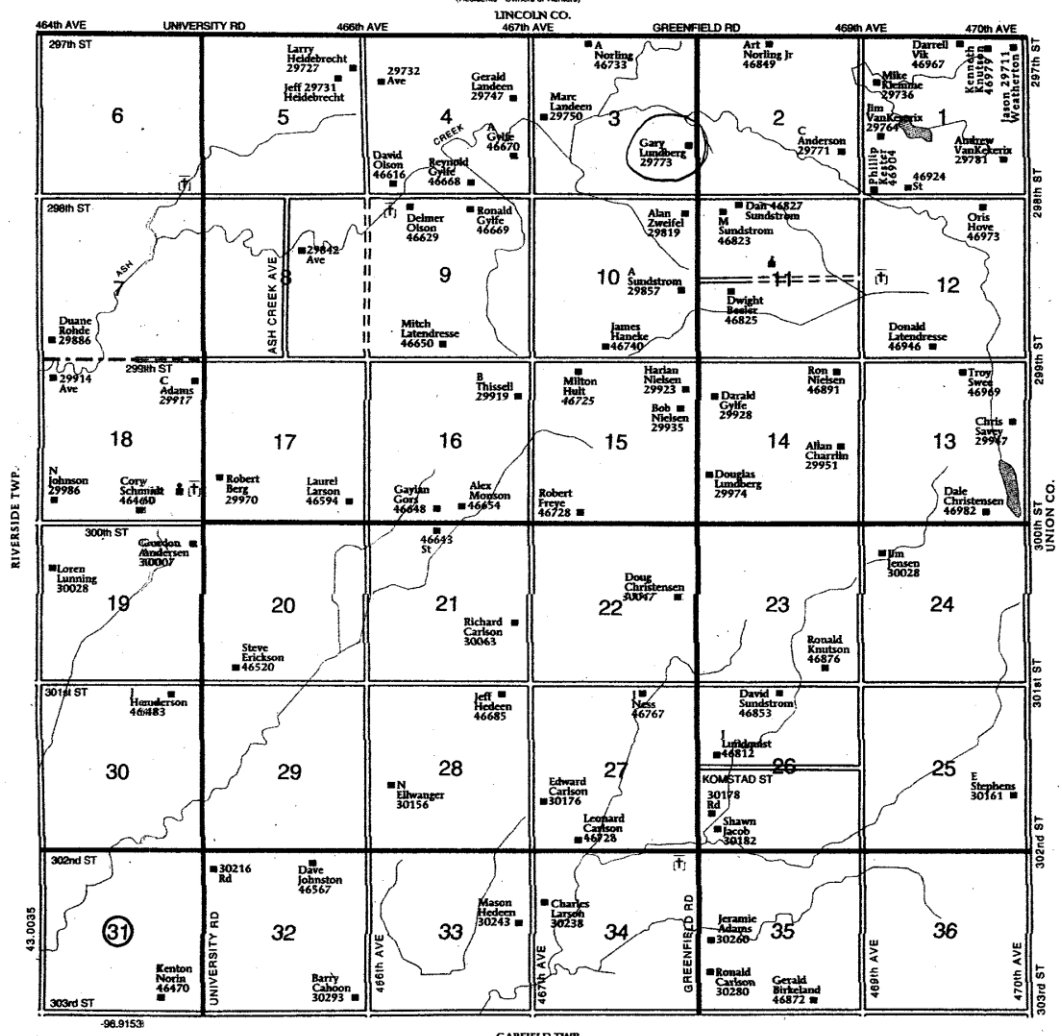 (Residents - Owners or Renters)
LINCOLN CO.
464th AVE
UNIVERSITY RD
466th AVE
467th AVE
GREENFIELD RD
469th AVE
470th AVE
297th ST
297th ST
6
Larry
Heidebrecht
29727
Jeff 29731
Heidebrecht
5
29732
Ave
Gerald
Landeen
29747
4
CREEK
A
Gylfe
46670
David
Olson
46616
Reynold
Gylfe
46668
A
Norling
46733
Marc
Landeen
29750
3
Gary
Lundberg
29773
Art
Norling Jr
46849
2
C
Anderson
29771
Darrell
Vik
46967
Kenneth
Knutson
46979
Jason 29711
Weatherton
Mike
Klemme
29736
Jim
VanKekerix
29764
1
Andrew
VanKekerix
29781
Phillip
46904
46924
St
298th ST
298th ST
ASH
7
Duane
Rohde
29886
ASH CREEK AVE
29842
Ave
8
Delmer
Olson
46629
Ronald
Gylfe
46669
9
Mitch
Latendresse
46650
Alan
Zweifel
29819
10
A
Sundstrom
29857
James
Haneke
46740
Dan 46827
Sundstrom
M
Sundstrom
46823
11
Dwight
46825
Oris
Hove
46973
12
Donald
Latendresse
46946
299th ST
299th ST
29914
Ave
C
Adams
29917
18
N
Johnson
29986
Cory
Schmidt
46460
17
Robert
Berg
29970
Laurel
Larson
46594
B
Thissell
29919
16
Gaylan
Gors
46648
Alex
Monson
46654
Milton
Hult
46725
Harlan
Nielsen
29923
Bob
Nielsen
29935
15
Robert
Freye
46728
Darald
Gylfe
29928
Ron
Nielsen
46891
14
Allan
Charrlin
29951
Douglas
Lundberg
29974
Troy
Swee
46969
Chris
Savey
29947
13
Dale
Christensen
46982
RIVERSIDE TWP.
UNION CO.
300th ST
300th ST
Gordon
Andersen
30007
Loren
Lunning
30028
19
20
Steve
Erickson
46520
46643
St
21
Richard
Carlson
30063
Doug
Christensen
30047
22
23
Ronald
Knutson
46876
Jim
Jensen
30028
24
301st ST
301st ST
J
Henderson
46483
30
29
Jeff
Hedeen
46685
N
Ellwanger
30156
28
J
Ness
46767
27
Edward
Carlson
30176
Leonard
Carlson
46728
David
Sundstrom
46853
J
Lundquist
46812
26
KOMSTAD ST
30178
Rd
Shawn
Jacob
30182
25
E
Stephens
30161
302nd ST
302nd ST
43.0035
31
Kenton
Norin
46470
30216
Rd
UNIVERSITY RD
Dave
Johnston
46567
32
Barry
Cahoon
30293
466th AVE
Mason
Hedeen
30243
33
467th AVE
Charles
Larson
30238
34
GREENFIELD RD
Jeramie
Adams
30260
35
Ronald
Carlson
30280
Gerald
Birkeland
46872
469th AVE
36
470th AVE
303rd ST
303rd ST
-96.9153
GARFIELD TWP.